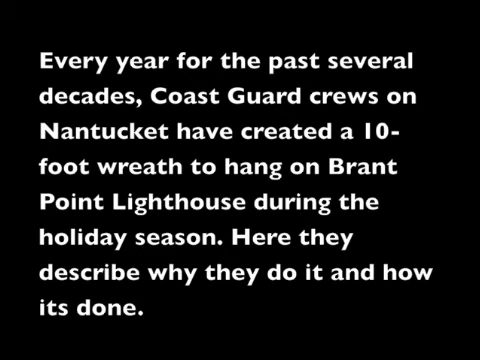 Every year for the past several
decades, Coast Guard crews on
Nantucket have created a 10-
foot wreath to hang on Brant
Point Lighthouse during the
holiday season. Here they
describe why they do it and how
its done.